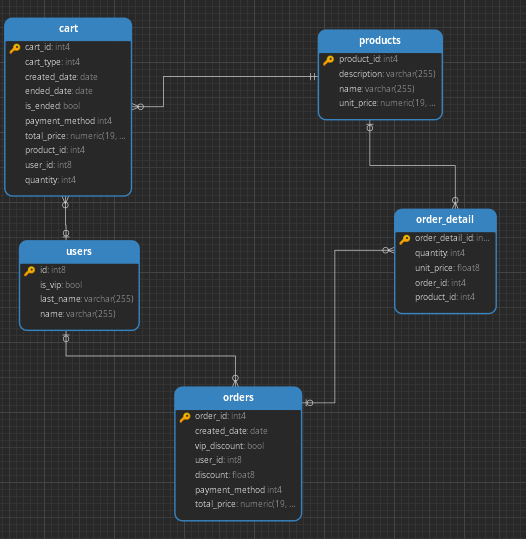 cart
cart_id: int4
cart_type: int4
created_date: date
ended_date: date
is_ended: bool
payment_method int4
total_price: numeric(19, ...
product_id: int4
user_id: int8
quantity: int4
products
product_id: int4
description: varchar(255)
name: varchar(255)
unit_price: numeric(19, ...
order_detail
order_detail_id: in...
quantity: int4
unit_price: float8
order_id: int4
product_id: int4
users
id: int8
is_vip: bool
last_name: varchar(255)
name: varchar(255)
orders
order_id: int4
created_date: date
vip_discount: bool
user_id: int8
discount: float8
payment_method int4
total_price: numeric(19, ...